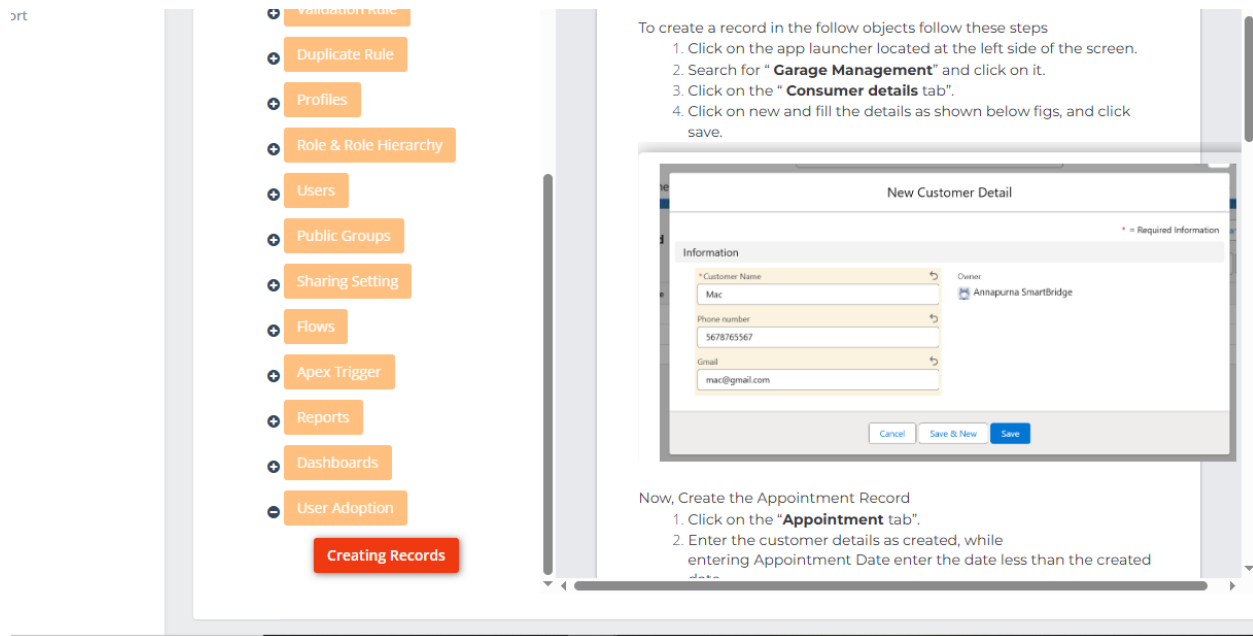 ort
Validation Rule
Duplicate Rule
Profiles
Role & Role Hierarchy
Users
Public Groups
Sharing Setting
Flows
Apex Trigger
Reports
Dashboards
User Adoption
Creating Records
To create a record in the follow objects follow these steps
1. Click on the app launcher located at the left side of the screen.
2. Search for “ Garage Management” and click on it.
3. Click on the “ Consumer details tab”.
4. Click on new and fill the details as shown below figs, and click
save.
New Customer Detail
* = Required Information
Information
*Customer Name
Mac
Owner
Annapurna SmartBridge
Phone number
5678765567
Gmail
mac@gmail.com
Cancel
Save & New
Save
Now, Create the Appointment Record
1. Click on the “Appointment tab”.
2. Enter the customer details as created, while
entering Appointment Date enter the date less than the created
date